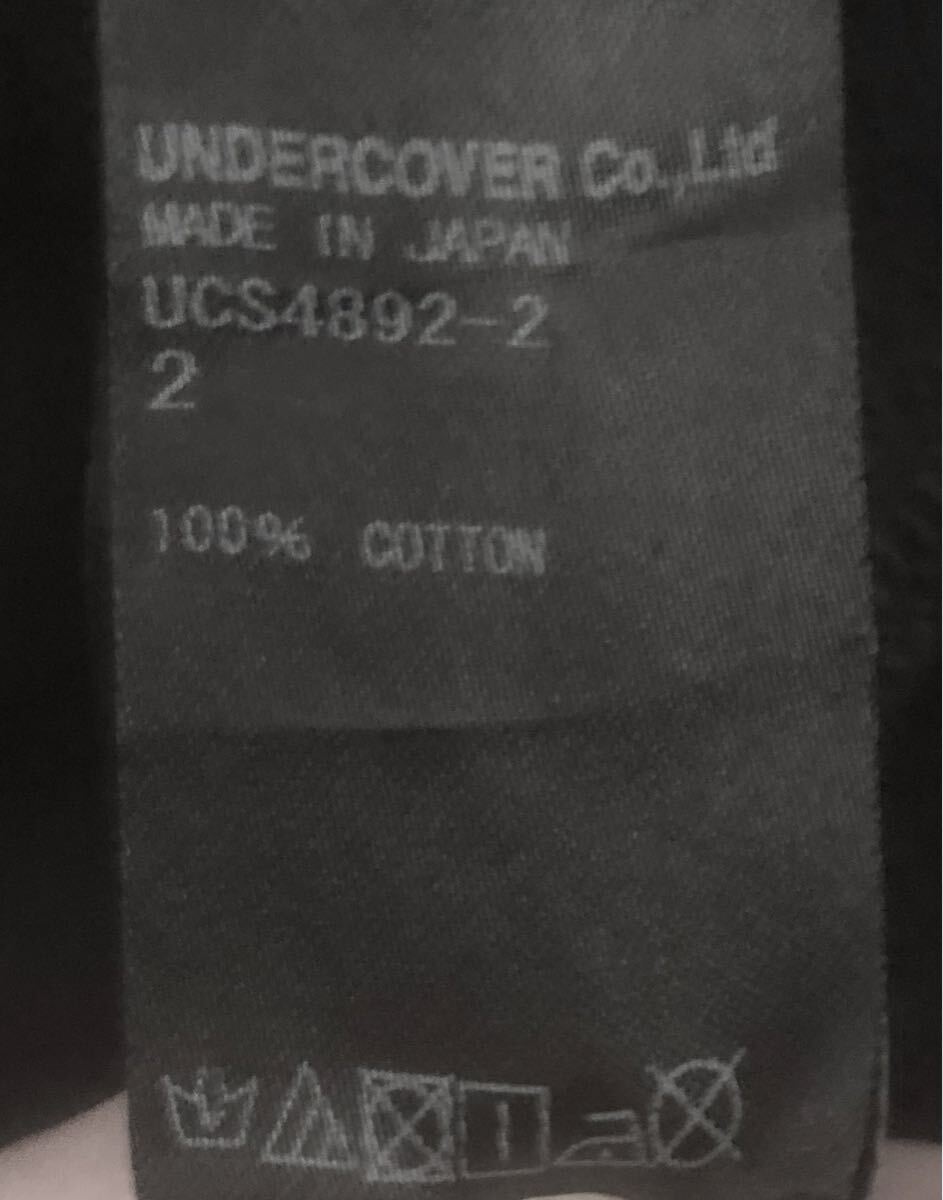 UNDERCOVER Co.,Ltd
MADE IN JAPAN
UCS4892-2
2
100% COTTON